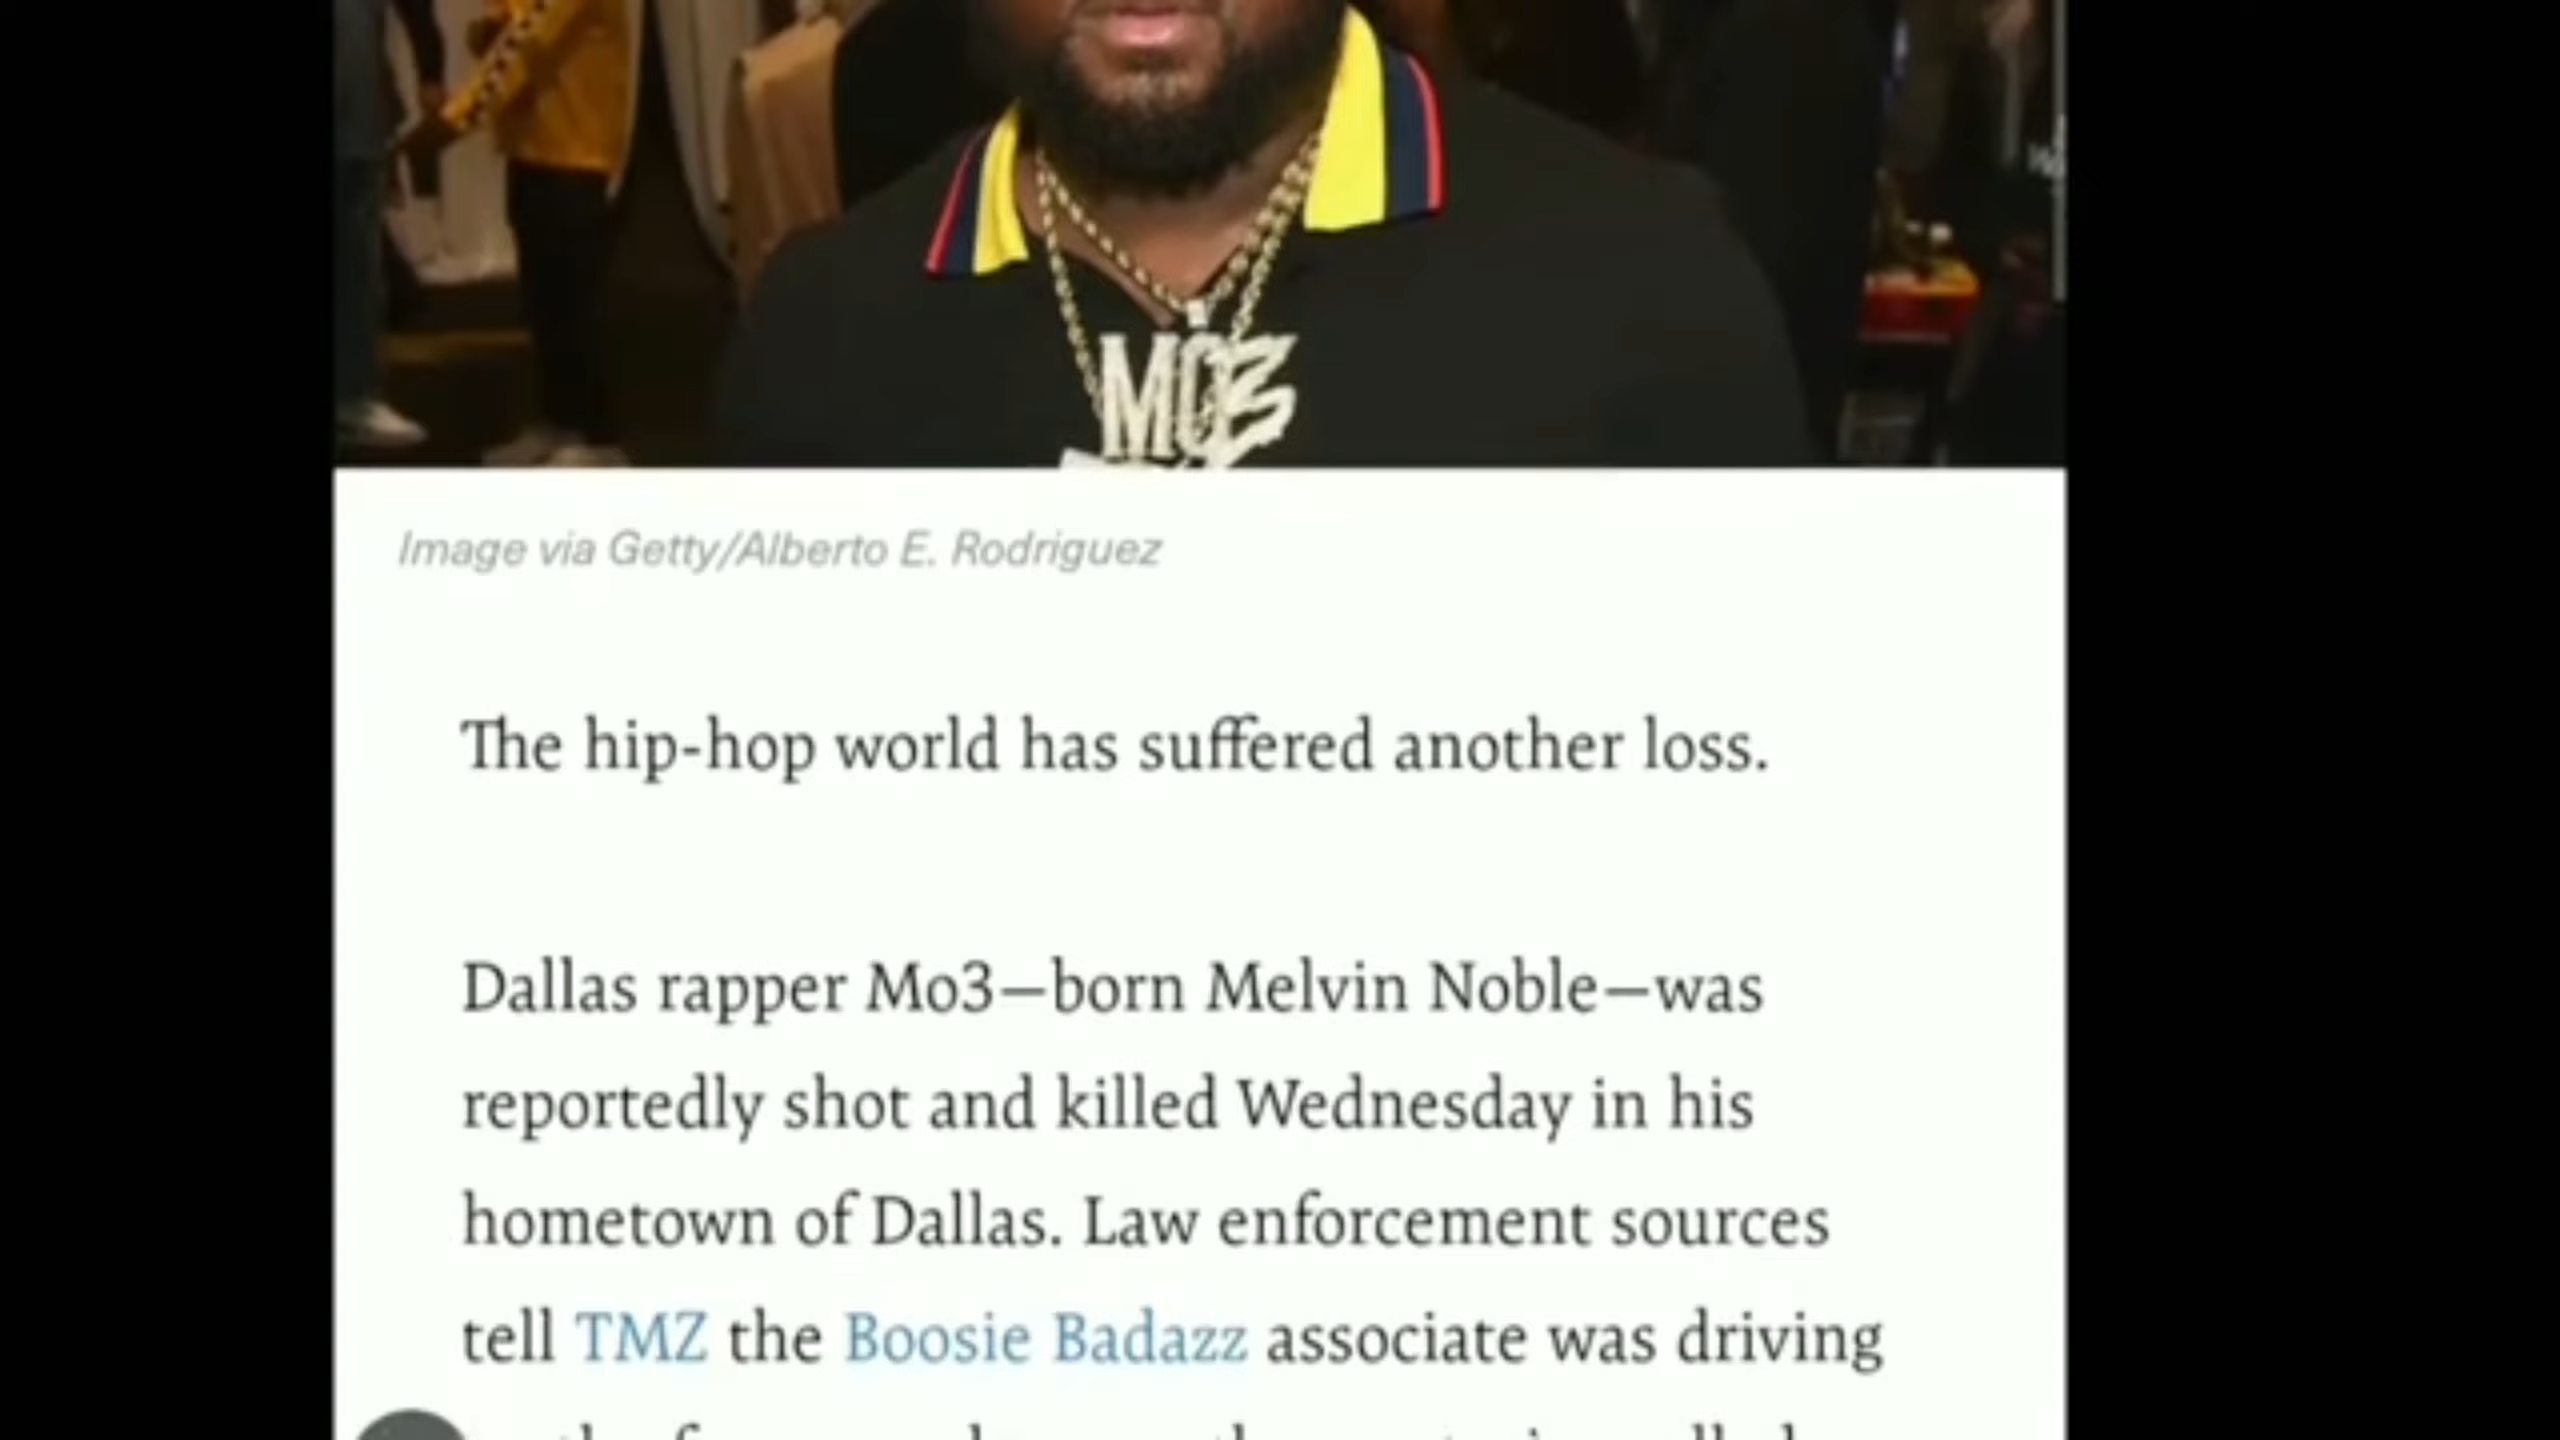 MO3
Image via Getty/Alberto E. Rodriguez
The hip-hop world has suffered another loss.
Dallas rapper Mo3—born Melvin Noble—was
reportedly shot and killed Wednesday in his
hometown of Dallas. Law enforcement sources
tell TMZ the Boosie Badazz associate was driving